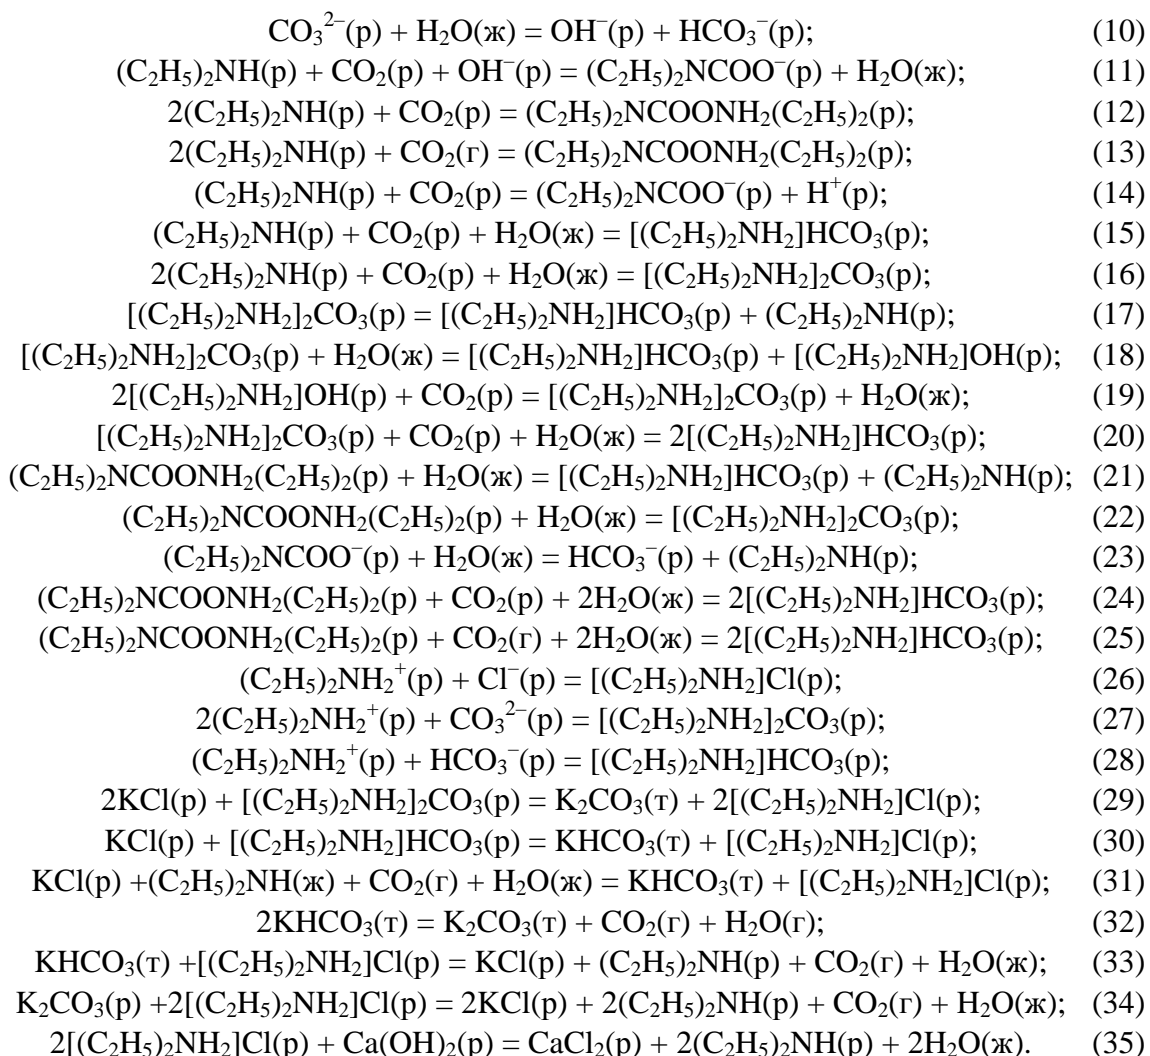 CO₃²⁻(р) + H₂O(ж) = OH⁻(р) + HCO₃⁻(р); (10)
(C₂H₅)₂NH(р) + CO₂(р) + OH⁻(р) = (C₂H₅)₂NCOO⁻(р) + H₂O(ж); (11)
2(C₂H₅)₂NH(р) + CO₂(р) = (C₂H₅)₂NCOONH₂(C₂H₅)₂(р); (12)
2(C₂H₅)₂NH(р) + CO₂(г) = (C₂H₅)₂NCOONH₂(C₂H₅)₂(р); (13)
(C₂H₅)₂NH(р) + CO₂(р) = (C₂H₅)₂NCOO⁻(р) + H⁺(р); (14)
(C₂H₅)₂NH(р) + CO₂(р) + H₂O(ж) = [(C₂H₅)₂NH₂]HCO₃(р); (15)
2(C₂H₅)₂NH(р) + CO₂(р) + H₂O(ж) = [(C₂H₅)₂NH₂]₂CO₃(р); (16)
[(C₂H₅)₂NH₂]₂CO₃(р) = [(C₂H₅)₂NH₂]HCO₃(р) + (C₂H₅)₂NH(р); (17)
[(C₂H₅)₂NH₂]₂CO₃(р) + H₂O(ж) = [(C₂H₅)₂NH₂]HCO₃(р) + [(C₂H₅)₂NH₂]OH(р); (18)
2[(C₂H₅)₂NH₂]OH(р) + CO₂(р) = [(C₂H₅)₂NH₂]₂CO₃(р) + H₂O(ж); (19)
[(C₂H₅)₂NH₂]₂CO₃(р) + CO₂(р) + H₂O(ж) = 2[(C₂H₅)₂NH₂]HCO₃(р); (20)
(C₂H₅)₂NCOONH₂(C₂H₅)₂(р) + H₂O(ж) = [(C₂H₅)₂NH₂]HCO₃(р) + (C₂H₅)₂NH(р); (21)
(C₂H₅)₂NCOONH₂(C₂H₅)₂(р) + H₂O(ж) = [(C₂H₅)₂NH₂]₂CO₃(р); (22)
(C₂H₅)₂NCOO⁻(р) + H₂O(ж) = HCO₃⁻(р) + (C₂H₅)₂NH(р); (23)
(C₂H₅)₂NCOONH₂(C₂H₅)₂(р) + CO₂(р) + 2H₂O(ж) = 2[(C₂H₅)₂NH₂]HCO₃(р); (24)
(C₂H₅)₂NCOONH₂(C₂H₅)₂(р) + CO₂(г) + 2H₂O(ж) = 2[(C₂H₅)₂NH₂]HCO₃(р); (25)
(C₂H₅)₂NH₂⁺(р) + Cl⁻(р) = [(C₂H₅)₂NH₂]Cl(р); (26)
2(C₂H₅)₂NH₂⁺(р) + CO₃²⁻(р) = [(C₂H₅)₂NH₂]₂CO₃(р); (27)
(C₂H₅)₂NH₂⁺(р) + HCO₃⁻(р) = [(C₂H₅)₂NH₂]HCO₃(р); (28)
2KCl(р) + [(C₂H₅)₂NH₂]₂CO₃(р) = K₂CO₃(т) + 2[(C₂H₅)₂NH₂]Cl(р); (29)
KCl(р) + [(C₂H₅)₂NH₂]HCO₃(р) = KHCO₃(т) + [(C₂H₅)₂NH₂]Cl(р); (30)
KCl(р) +(C₂H₅)₂NH(ж) + CO₂(г) + H₂O(ж) = KHCO₃(т) + [(C₂H₅)₂NH₂]Cl(р); (31)
2KHCO₃(т) = K₂CO₃(т) + CO₂(г) + H₂O(г); (32)
KHCO₃(т) +[(C₂H₅)₂NH₂]Cl(р) = KCl(р) + (C₂H₅)₂NH(р) + CO₂(г) + H₂O(ж); (33)
K₂CO₃(р) +2[(C₂H₅)₂NH₂]Cl(р) = 2KCl(р) + 2(C₂H₅)₂NH(р) + CO₂(г) + H₂O(ж); (34)
2[(C₂H₅)₂NH₂]Cl(р) + Ca(OH)₂(р) = CaCl₂(р) + 2(C₂H₅)₂NH(р) + 2H₂O(ж). (35)